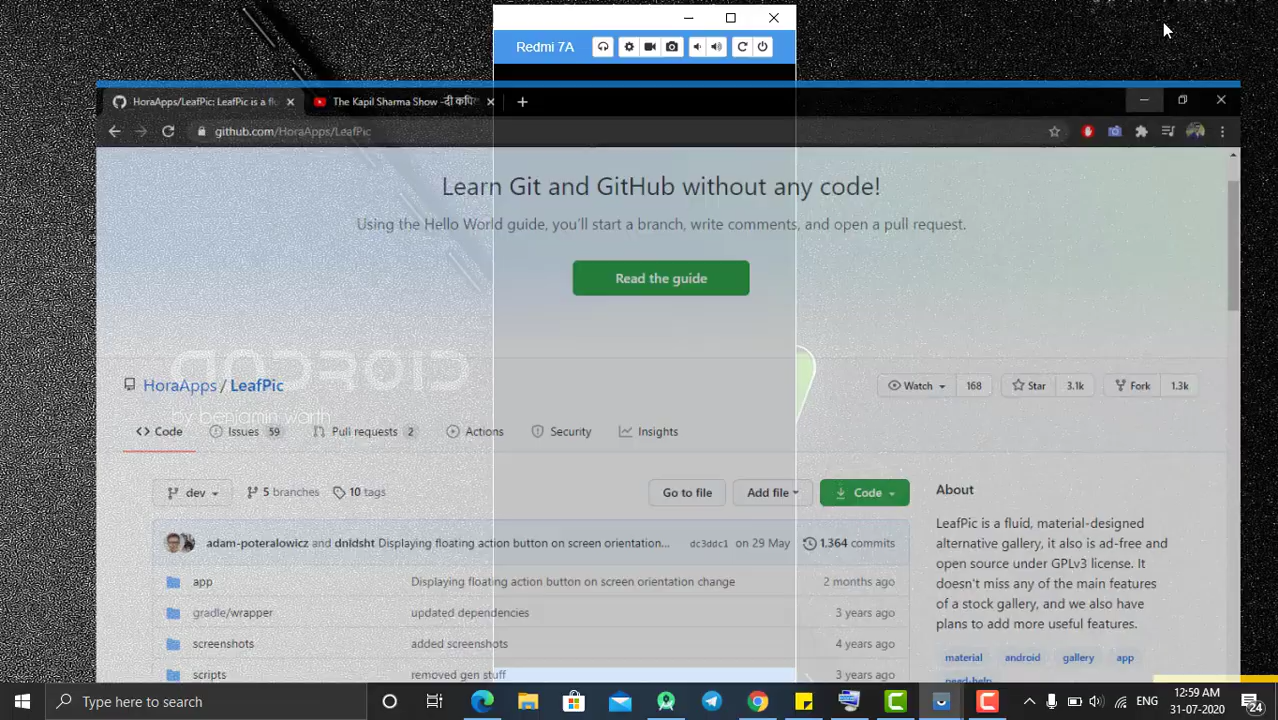 Redmi 7A
HoraApps/LeafPic: LeafPic is a flu
The Kapil Sharma Show - दी कपिल
github.com/HoraApps/LeafPic
Learn Git and GitHub without any code!
Using the Hello World guide, you'll start a branch, write comments, and open a pull request.
Read the guide
ANDROID
by benjamin worth
HoraApps / LeafPic
Watch 168 Star 3.1k Fork 1.3k
Code Issues 59 Pull requests 2 Actions Security Insights
dev 5 branches 10 tags Go to file Add file Code
adam-poteralowicz and dnldsht Displaying floating action button on screen orientation... dc3ddc1 on 29 May 1,364 commits
app Displaying floating action button on screen orientation change 2 months ago
gradle/wrapper updated dependencies 3 years ago
screenshots added screenshots 4 years ago
scripts removed gen stuff 3 years ago
About
LeafPic is a fluid, material-designed
alternative gallery, it also is ad-free and
open source under GPLv3 license. It
doesn't miss any of the main features
of a stock gallery, and we also have
plans to add more useful features.
material android gallery app
need-help
Type here to search
ENG
12:59 AM
31-07-2020
24